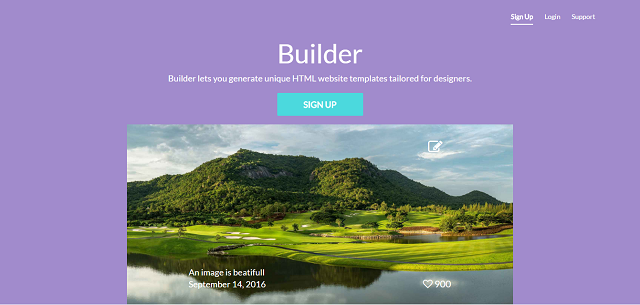 Sign Up Login Support
Builder
Builder lets you generate unique HTML website templates tailored for designers.
SIGN UP
An image is beatifull
September 14, 2016
900